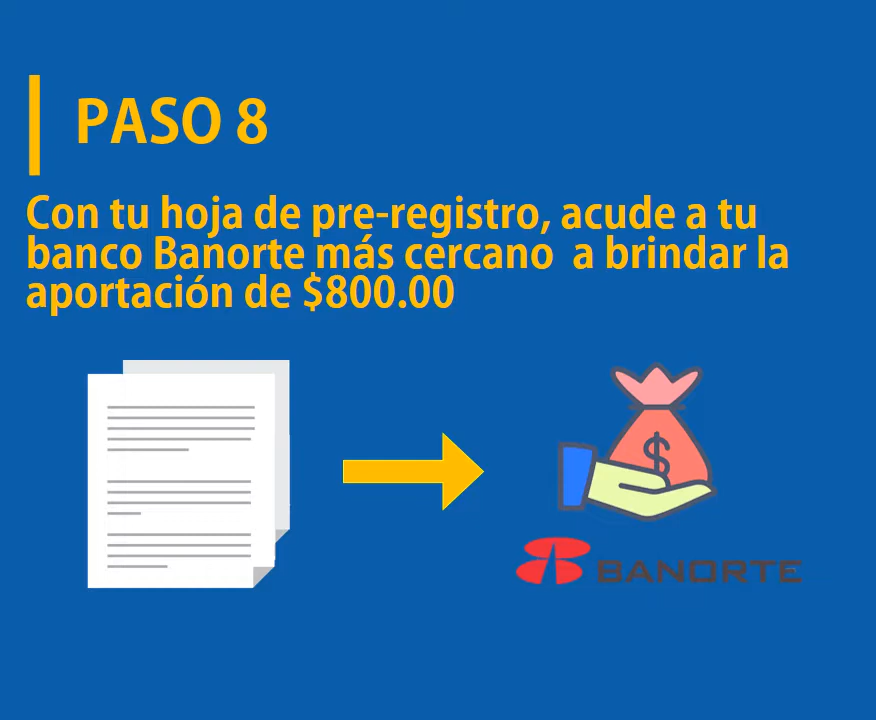 PASO 8
Con tu hoja de pre-registro, acude a tu
banco Banorte más cercano  a brindar la
aportación de $800.00
$
BANORTE